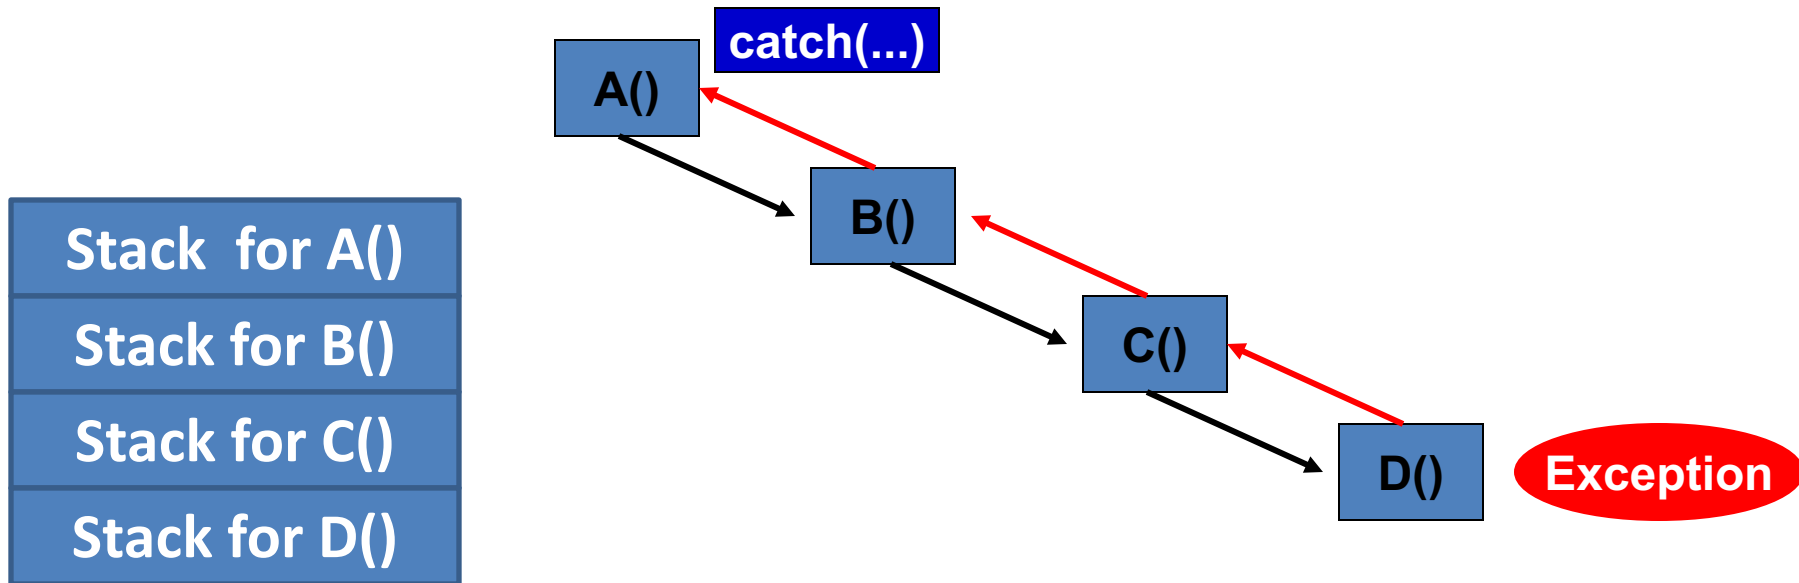 catch(...)
A()
B()
C()
D()
Exception
Stack  for A()
Stack for B()
Stack for C()
Stack for D()